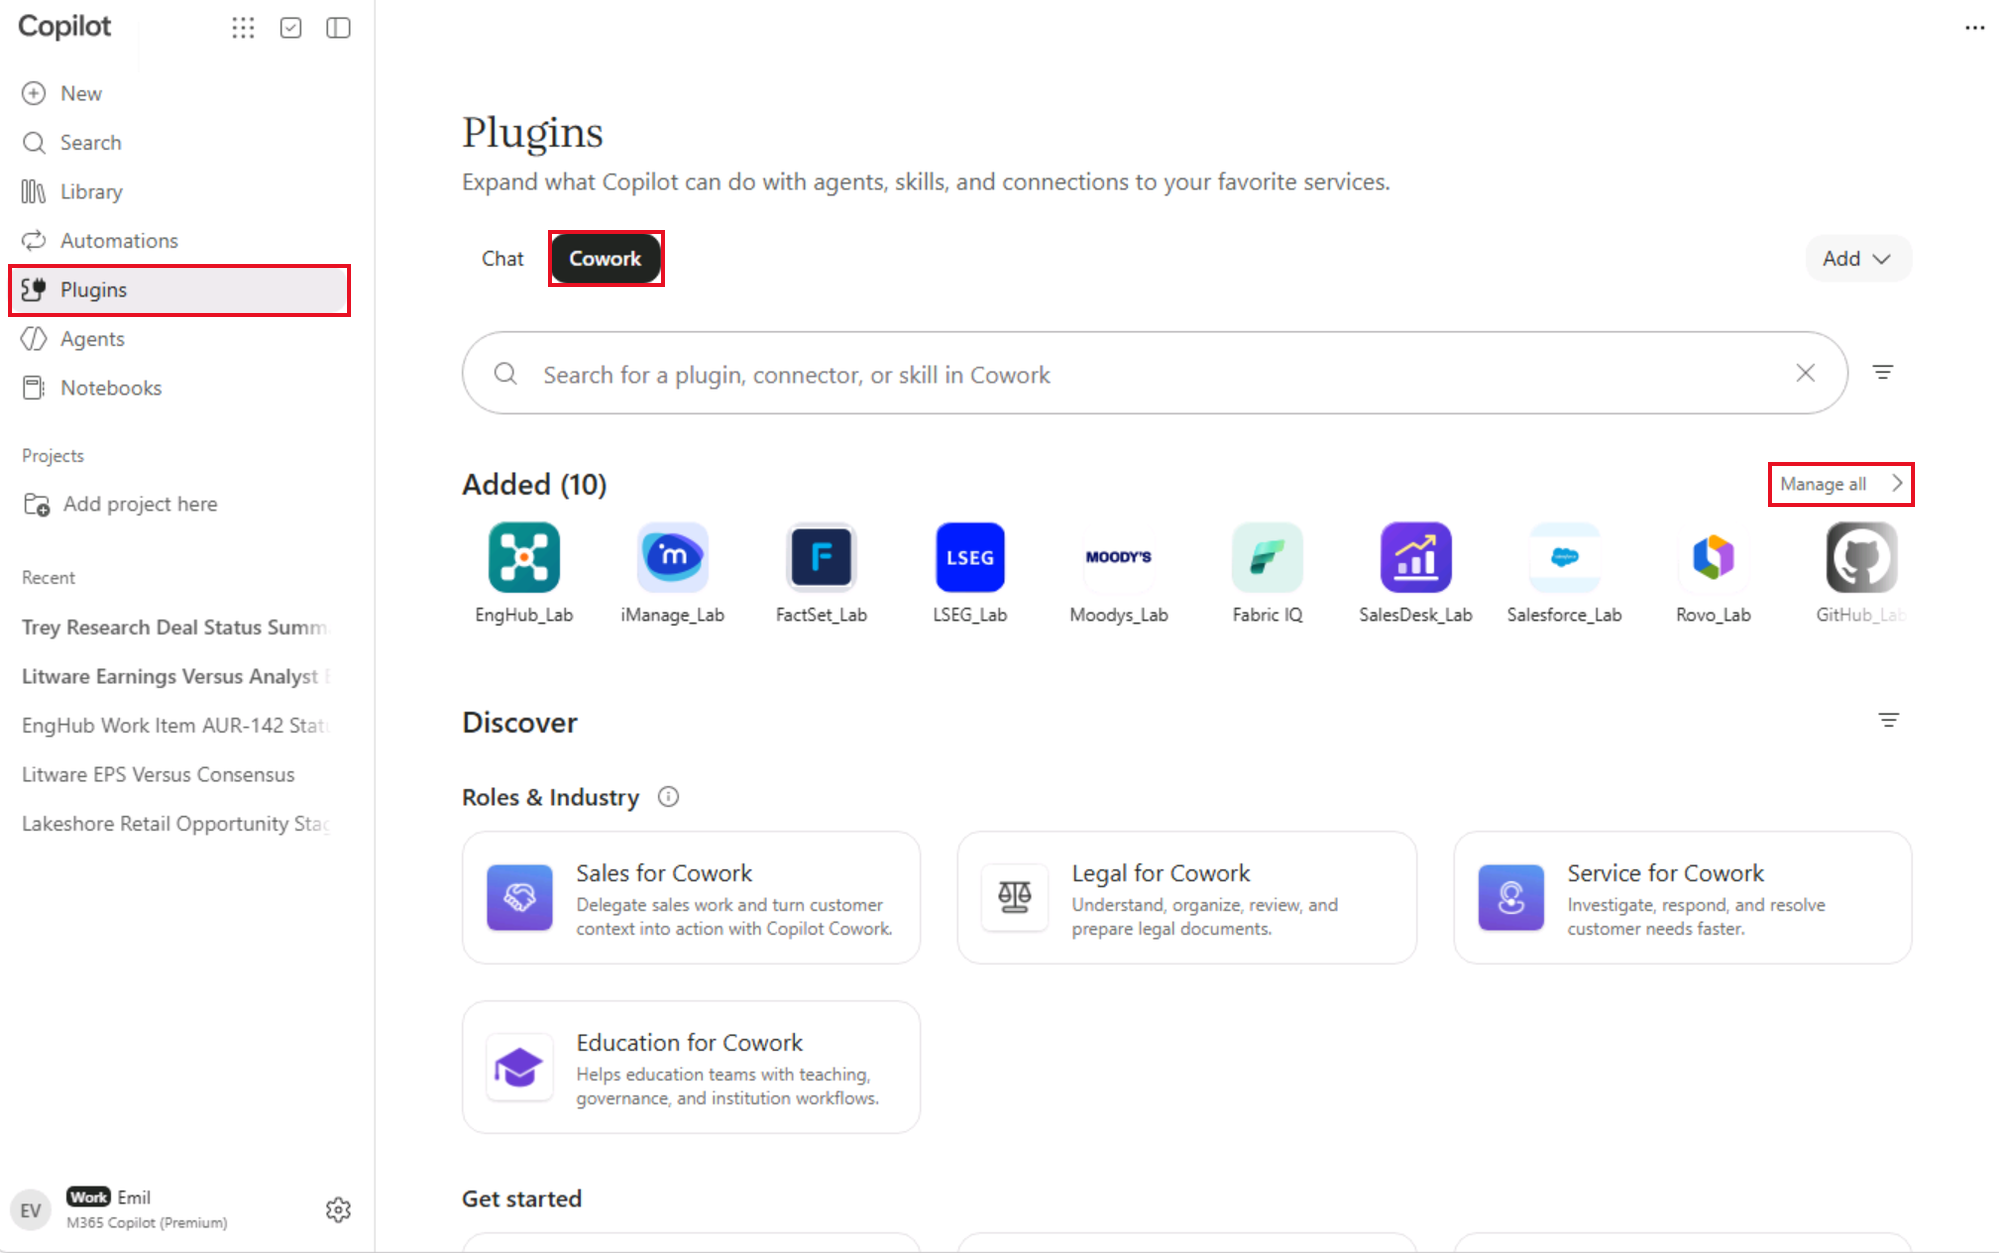 Copilot
New
Search
Library
Automations
Plugins
Agents
Notebooks
Projects
Add project here
Recent
Trey Research Deal Status Summ
Litware Earnings Versus Analyst
EngHub Work Item AUR-142 Stat
Litware EPS Versus Consensus
Lakeshore Retail Opportunity Stag
EV
Work Emil
M365 Copilot (Premium)
Plugins
Expand what Copilot can do with agents, skills, and connections to your favorite services.
Chat
Cowork
Add
Search for a plugin, connector, or skill in Cowork
Added (10)
Manage all
m
F
LSEG
MOODY'S
salesforce
EngHub_Lab
iManage_Lab
FactSet_Lab
LSEG_Lab
Moodys_Lab
Fabric IQ
SalesDesk_Lab
Salesforce_Lab
Rovo_Lab
GitHub_Lab
Discover
Roles & Industry
Sales for Cowork
Delegate sales work and turn customer
context into action with Copilot Cowork.
Legal for Cowork
Understand, organize, review, and
prepare legal documents.
Service for Cowork
Investigate, respond, and resolve
customer needs faster.
Education for Cowork
Helps education teams with teaching,
governance, and institution workflows.
Get started